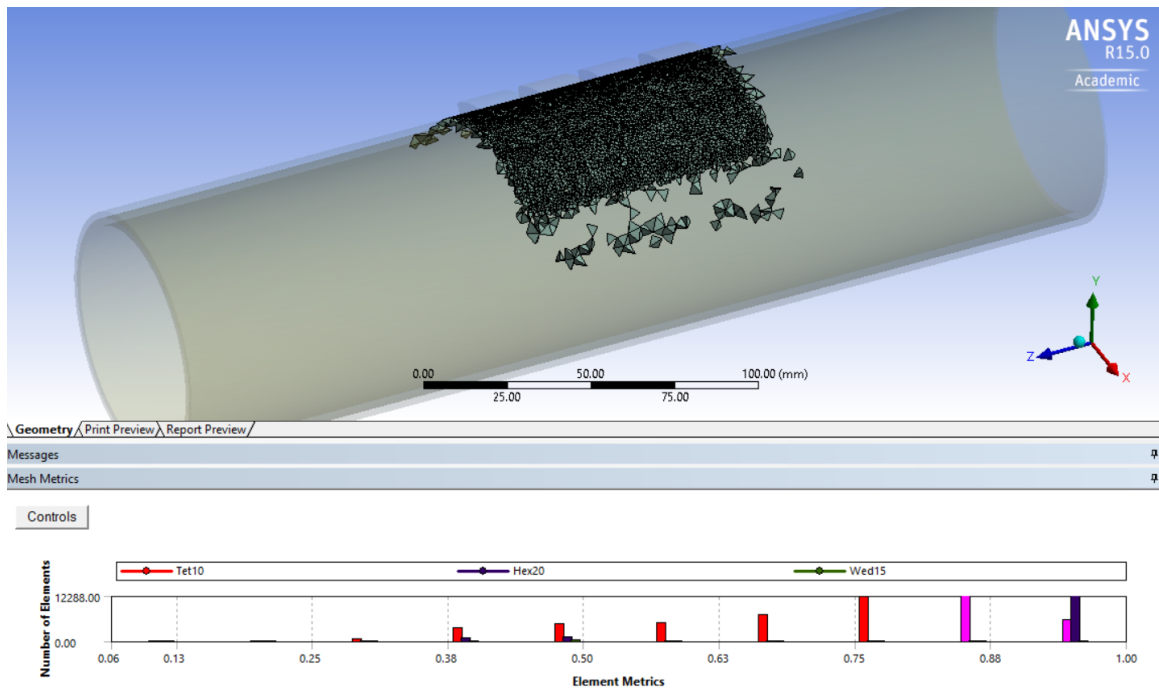 ANSYS
R15.0
Academic
Y
Z
X
0.00 50.00 100.00 (mm)
25.00 75.00
Geometry Print Preview Report Preview
Messages
Mesh Metrics
Controls
Number of Elements
Tet10 Hex20 Wed15
12288.00
0.00
0.06 0.13 0.25 0.38 0.50 0.63 0.75 0.88 1.00
Element Metrics